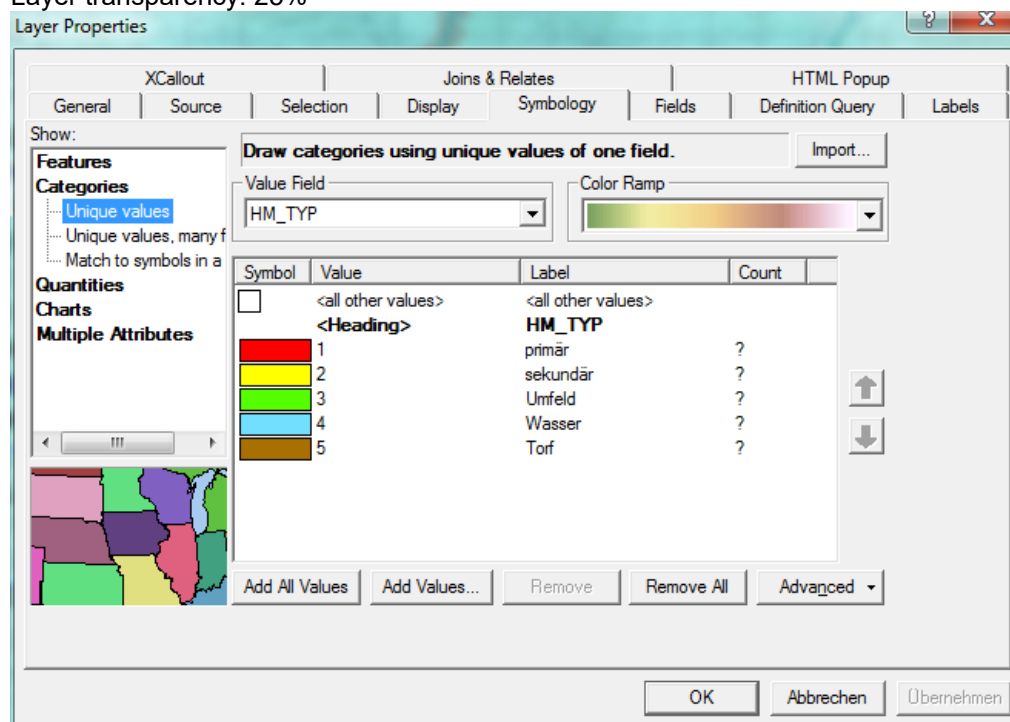 Layer transparency: 25%
Layer Properties
XCallout Joins & Relates HTML Popup
General Source Selection Display Symbology Fields Definition Query Labels
Show:
Features
Categories
Unique values
Unique values, many f
Match to symbols in a
Quantities
Charts
Multiple Attributes
Draw categories using unique values of one field.
Import...
Value Field
HM_TYP
Color Ramp
Symbol Value Label Count
<all other values> <all other values>
<Heading> HM_TYP
1 primär ?
2 sekundär ?
3 Umfeld ?
4 Wasser ?
5 Torf ?
Add All Values Add Values... Remove Remove All Advanced
OK Abbrechen Übernehmen